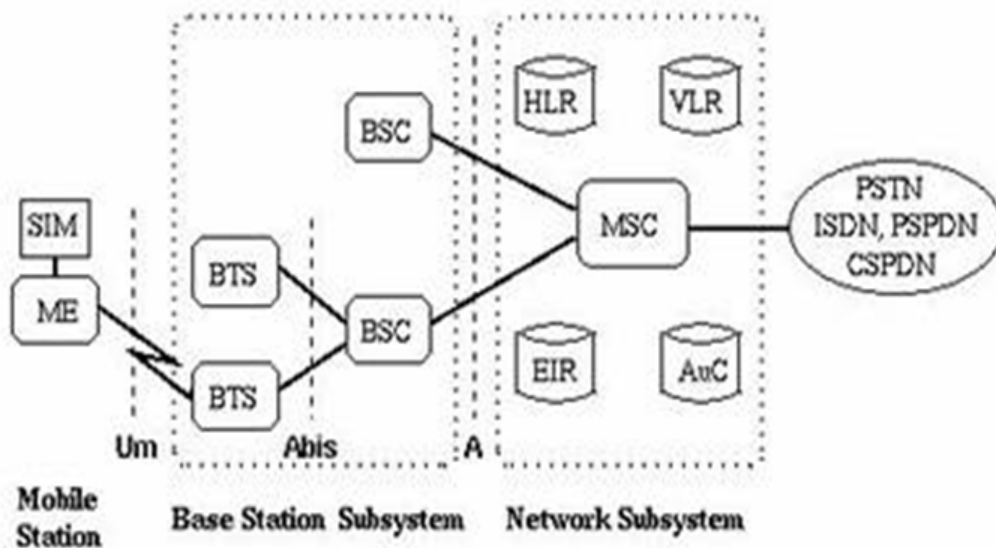 HLR
VLR
BSC
SIM
MSC
PSTN
ISDN, PSPDN
CSPDN
BTS
ME
BSC
EIR
AuC
BTS
Um
Abis
A
Mobile
Station
Base Station Subsystem
Network Subsystem